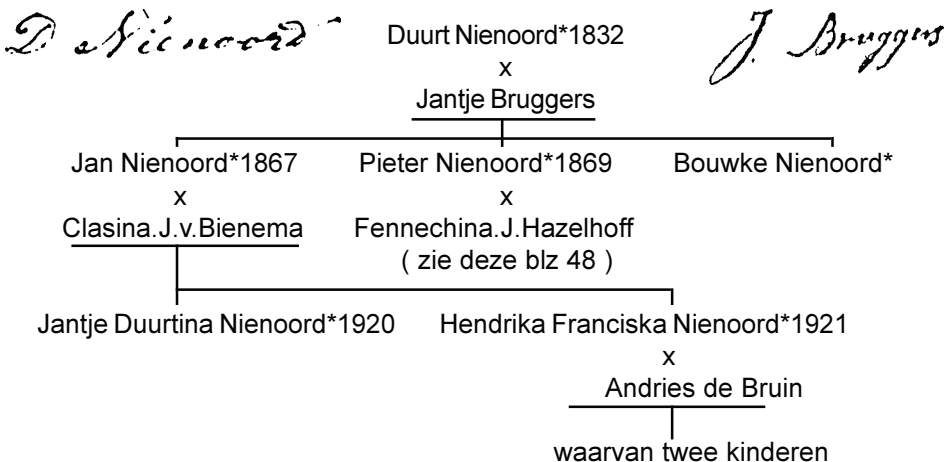 D Nienoord
Duurt Nienoord*1832
J. Bruggers
x
Jantje Bruggers
Jan Nienoord*1867 Pieter Nienoord*1869 Bouwke Nienoord*
x x
Clasina.J.v.Bienema Fennechina.J.Hazelhoff
( zie deze blz 48 )
Jantje Duurtina Nienoord*1920 Hendrika Franciska Nienoord*1921
x
Andries de Bruin
waarvan twee kinderen